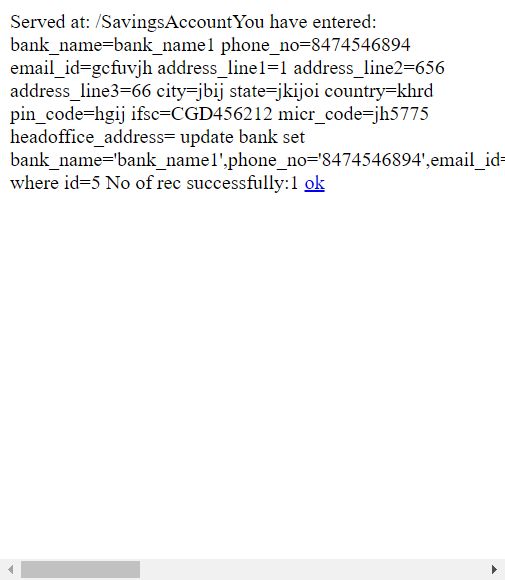 Served at: /SavingsAccountYou have entered:
bank_name=bank_name1 phone_no=8474546894
email_id=gcfuvjh address_line1=1 address_line2=656
address_line3=66 city=jbij state=jkijoi country=khrd
pin_code=hgij ifsc=CGD456212 micr_code=jh5775
headoffice_address= update bank set
bank_name='bank_name1',phone_no='8474546894',email_id=
where id=5 No of rec successfully:1 ok